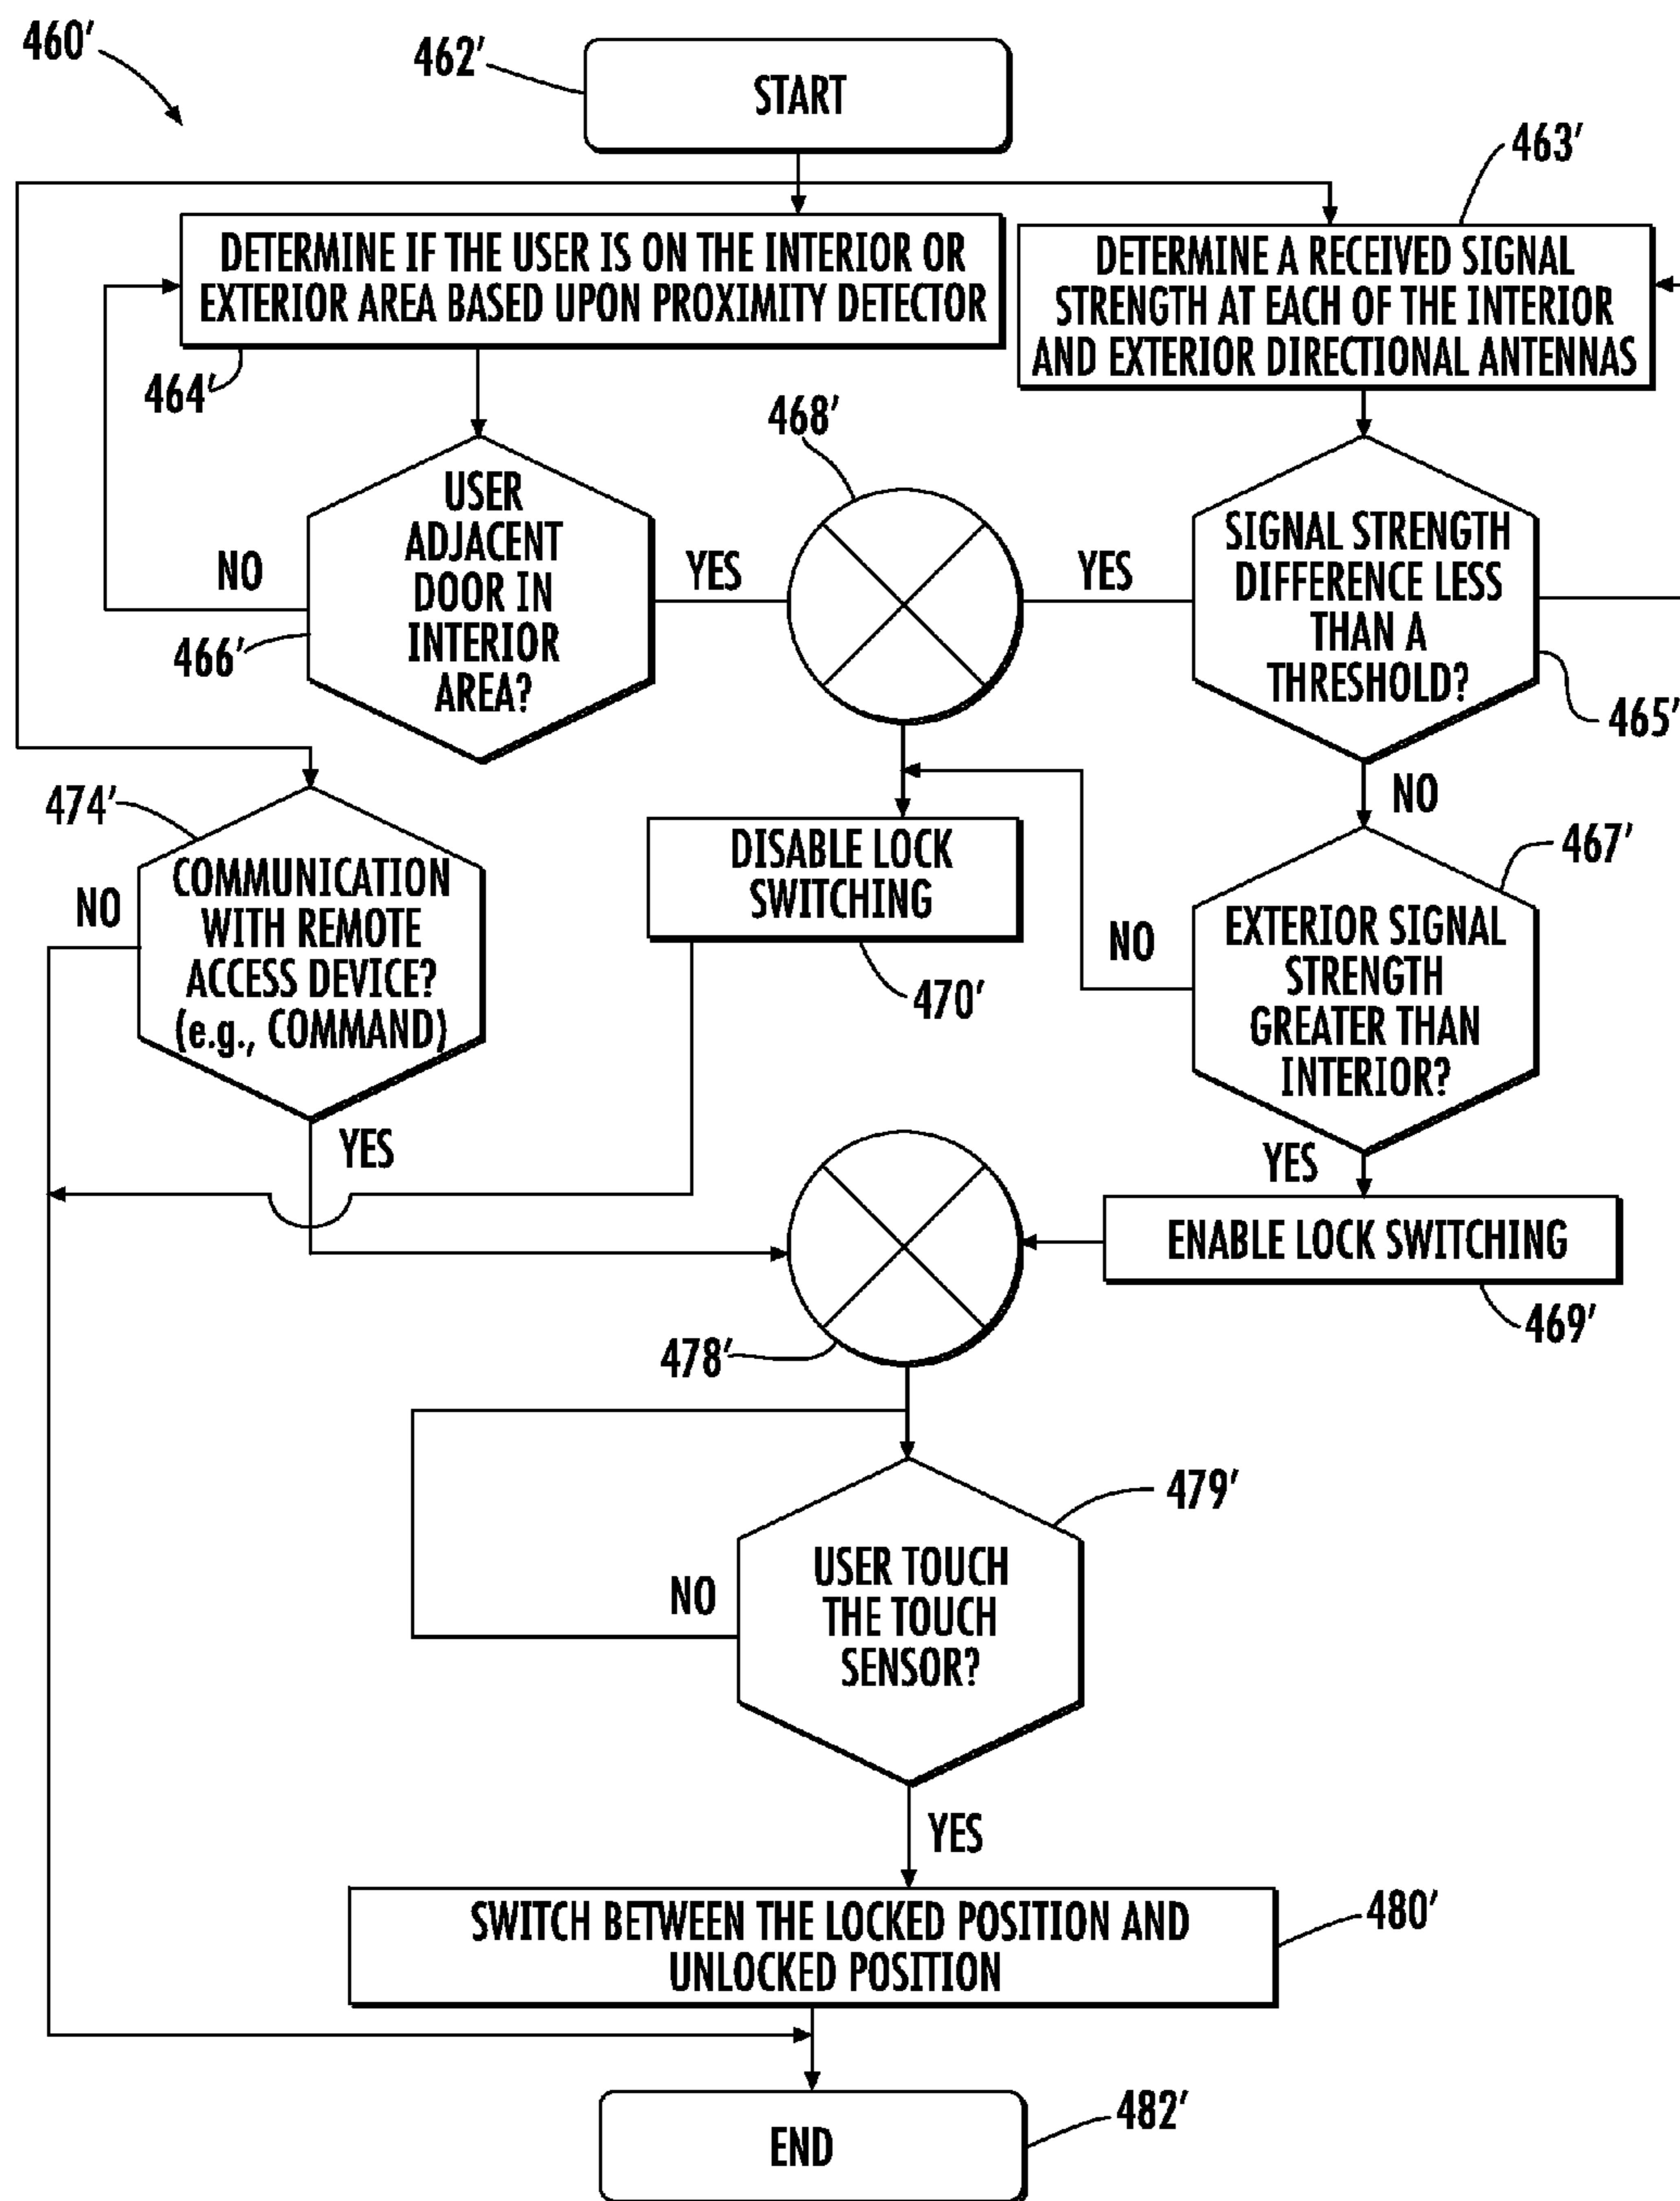 460'
462'
START
463'
DETERMINE IF THE USER IS ON THE INTERIOR OR
EXTERIOR AREA BASED UPON PROXIMITY DETECTOR
464'
DETERMINE A RECEIVED SIGNAL
STRENGTH AT EACH OF THE INTERIOR
AND EXTERIOR DIRECTIONAL ANTENNAS
468'
USER
ADJACENT
DOOR IN
INTERIOR
AREA?
NO
466'
YES
YES
SIGNAL STRENGTH
DIFFERENCE LESS
THAN A
THRESHOLD?
465'
NO
474'
COMMUNICATION
WITH REMOTE
ACCESS DEVICE?
(e.g., COMMAND)
NO
YES
DISABLE LOCK
SWITCHING
470'
467'
NO
EXTERIOR SIGNAL
STRENGTH
GREATER THAN
INTERIOR?
YES
ENABLE LOCK SWITCHING
469'
478'
479'
USER TOUCH
THE TOUCH
SENSOR?
NO
YES
SWITCH BETWEEN THE LOCKED POSITION AND
UNLOCKED POSITION
480'
END
482'